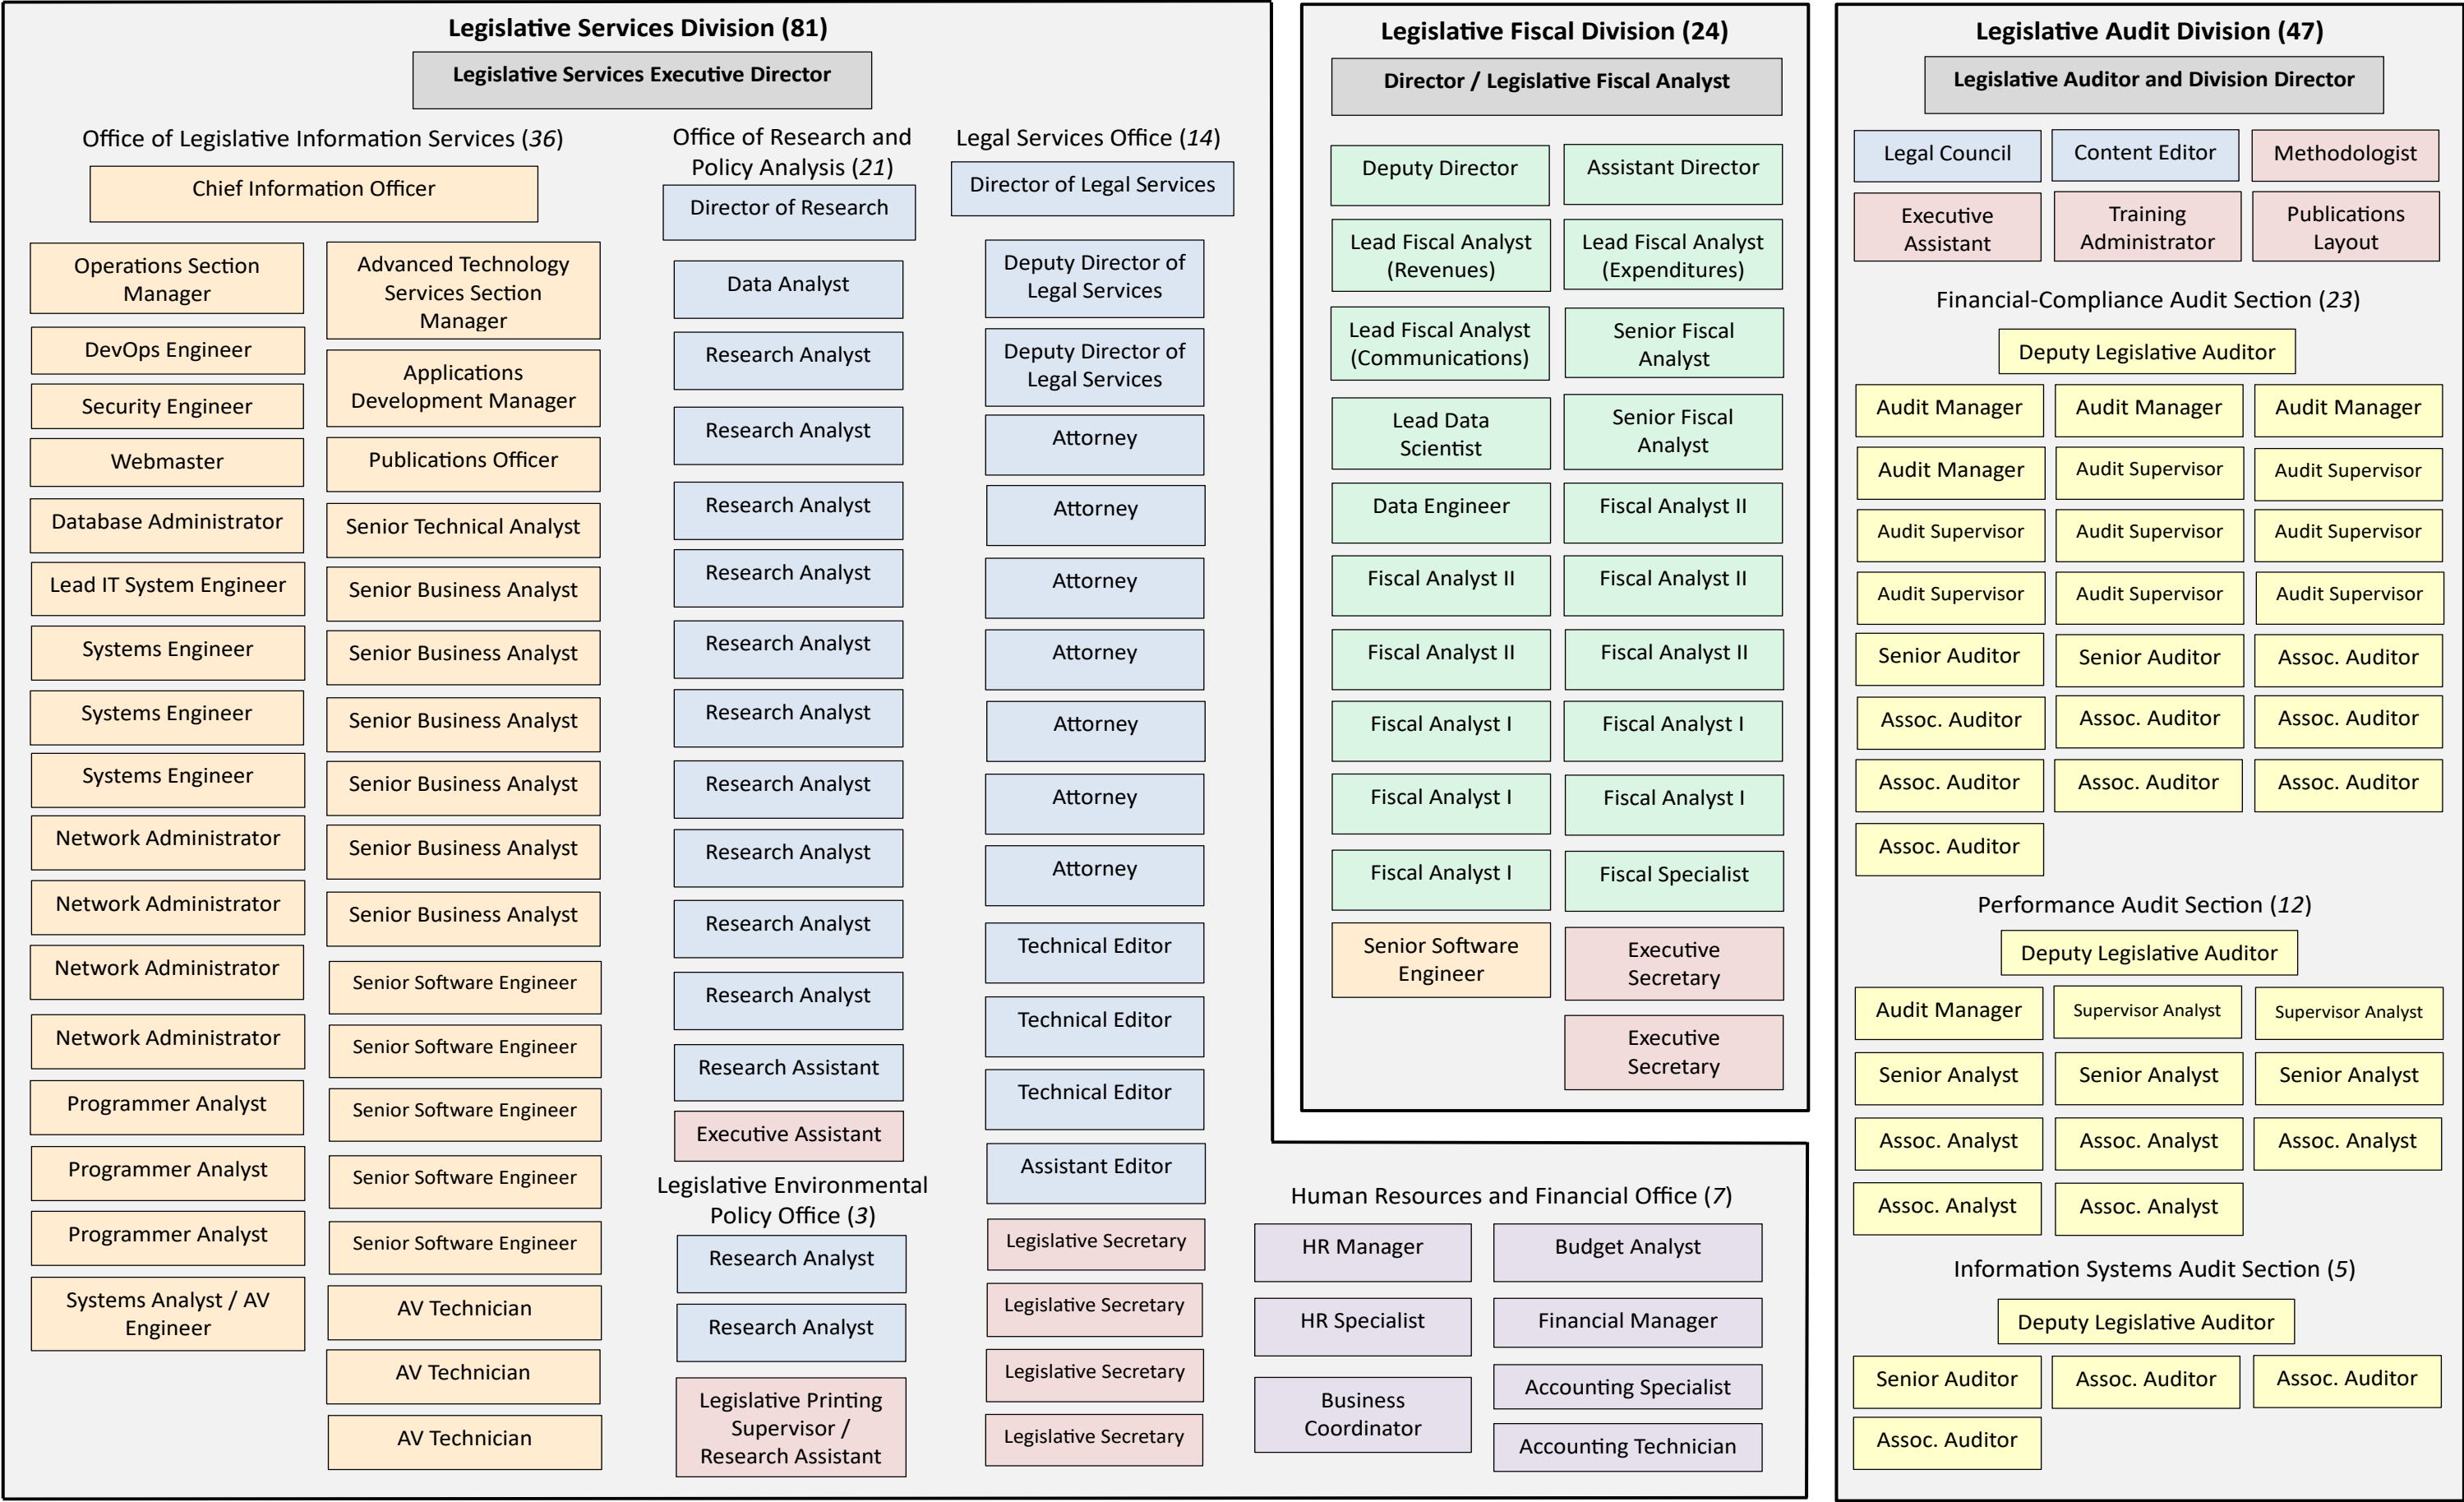 Legislative Services Division (81)
Legislative Services Executive Director
Office of Legislative Information Services (36)
Chief Information Officer
Operations Section
Manager
DevOps Engineer
Security Engineer
Webmaster
Database Administrator
Lead IT System Engineer
Systems Engineer
Systems Engineer
Systems Engineer
Network Administrator
Network Administrator
Network Administrator
Network Administrator
Programmer Analyst
Programmer Analyst
Programmer Analyst
Systems Analyst / AV
Engineer
Advanced Technology
Services Section
Manager
Applications
Development Manager
Publications Officer
Senior Technical Analyst
Senior Business Analyst
Senior Business Analyst
Senior Business Analyst
Senior Business Analyst
Senior Business Analyst
Senior Business Analyst
Senior Software Engineer
Senior Software Engineer
Senior Software Engineer
Senior Software Engineer
Senior Software Engineer
AV Technician
AV Technician
AV Technician
Office of Research and
Policy Analysis (21)
Director of Research
Data Analyst
Research Analyst
Research Analyst
Research Analyst
Research Analyst
Research Analyst
Research Analyst
Research Analyst
Research Analyst
Research Analyst
Research Analyst
Research Assistant
Executive Assistant
Legislative Environmental
Policy Office (3)
Research Analyst
Research Analyst
Legislative Printing
Supervisor /
Research Assistant
Legal Services Office (14)
Director of Legal Services
Deputy Director of
Legal Services
Deputy Director of
Legal Services
Attorney
Attorney
Attorney
Attorney
Attorney
Attorney
Attorney
Technical Editor
Technical Editor
Technical Editor
Assistant Editor
Legislative Secretary
Legislative Secretary
Legislative Secretary
Legislative Secretary
Human Resources and Financial Office (7)
HR Manager
HR Specialist
Business
Coordinator
Budget Analyst
Financial Manager
Accounting Specialist
Accounting Technician
Legislative Fiscal Division (24)
Director / Legislative Fiscal Analyst
Deputy Director
Assistant Director
Lead Fiscal Analyst
(Revenues)
Lead Fiscal Analyst
(Expenditures)
Lead Fiscal Analyst
(Communications)
Senior Fiscal
Analyst
Lead Data
Scientist
Senior Fiscal
Analyst
Data Engineer
Fiscal Analyst II
Fiscal Analyst II
Fiscal Analyst II
Fiscal Analyst II
Fiscal Analyst II
Fiscal Analyst I
Fiscal Analyst I
Fiscal Analyst I
Fiscal Analyst I
Fiscal Analyst I
Fiscal Specialist
Senior Software
Engineer
Executive
Secretary
Executive
Secretary
Legislative Audit Division (47)
Legislative Auditor and Division Director
Legal Council
Content Editor
Methodologist
Executive
Assistant
Training
Administrator
Publications
Layout
Financial-Compliance Audit Section (23)
Deputy Legislative Auditor
Audit Manager
Audit Manager
Audit Manager
Audit Manager
Audit Supervisor
Audit Supervisor
Audit Supervisor
Audit Supervisor
Audit Supervisor
Audit Supervisor
Audit Supervisor
Audit Supervisor
Senior Auditor
Senior Auditor
Assoc. Auditor
Assoc. Auditor
Assoc. Auditor
Assoc. Auditor
Assoc. Auditor
Assoc. Auditor
Assoc. Auditor
Assoc. Auditor
Performance Audit Section (12)
Deputy Legislative Auditor
Audit Manager
Supervisor Analyst
Supervisor Analyst
Senior Analyst
Senior Analyst
Senior Analyst
Assoc. Analyst
Assoc. Analyst
Assoc. Analyst
Assoc. Analyst
Assoc. Analyst
Information Systems Audit Section (5)
Deputy Legislative Auditor
Senior Auditor
Assoc. Auditor
Assoc. Auditor
Assoc. Auditor